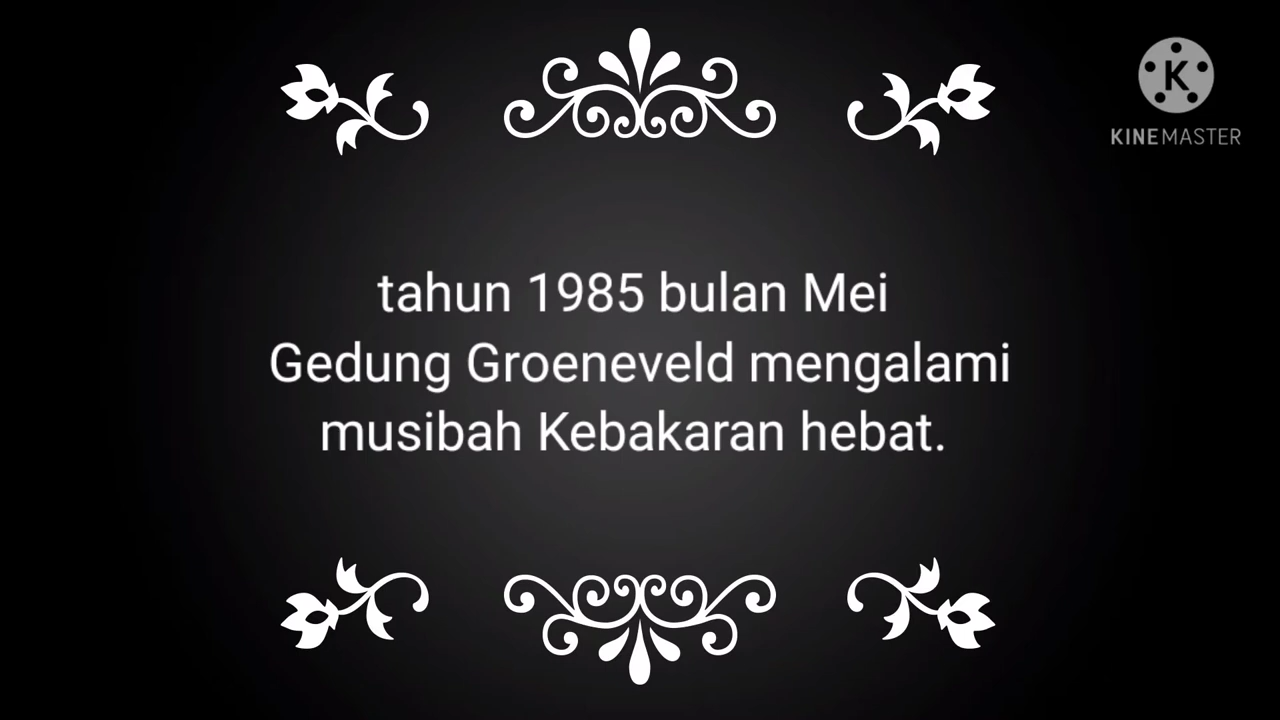 K
KINEMASTER
tahun 1985 bulan Mei
Gedung Groeneveld mengalami
musibah Kebakaran hebat.